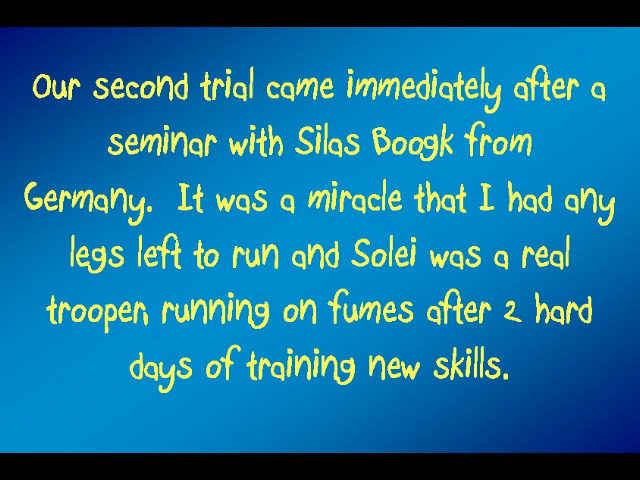 Our second trial came immediately after a
seminar with Silas Boogk from
Germany. It was a miracle that I had any
legs left to run and Solei was a real
trooper, running on fumes after 2 hard
days of training new skills.